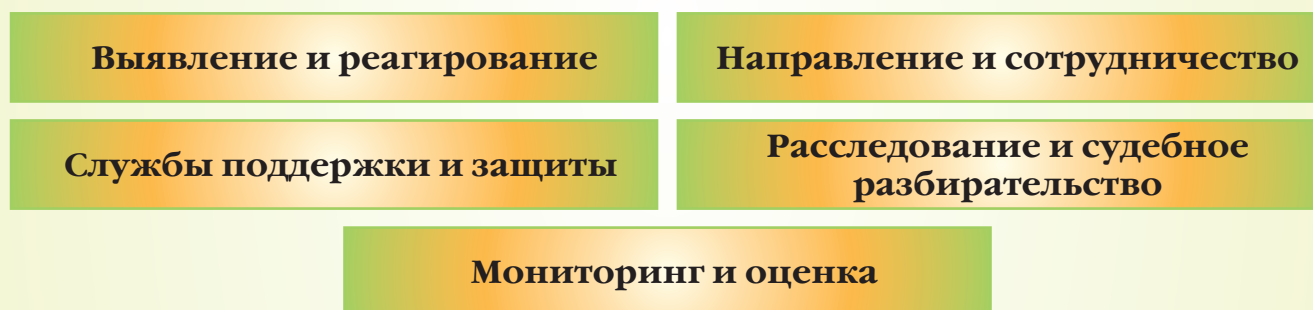 Выявление и реагирование
Направление и сотрудничество
Службы поддержки и защиты
Расследование и судебное
разбирательство
Мониторинг и оценка